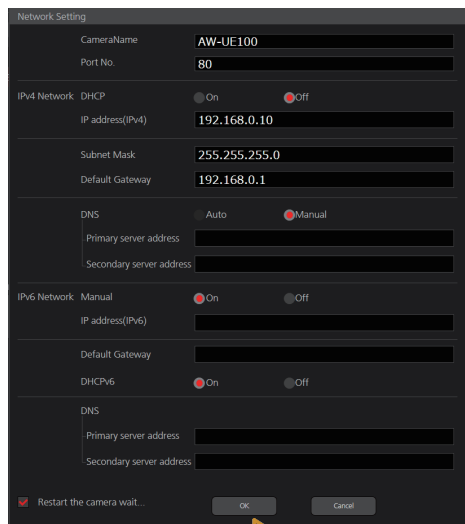 Network Setting
CameraName AW-UE100
Port No. 80
IPv4 Network DHCP On Off
IP address(IPv4) 192.168.0.10
Subnet Mask 255.255.255.0
Default Gateway 192.168.0.1
DNS Auto Manual
Primary server address
Secondary server address
IPv6 Network Manual On Off
IP address(IPv6)
Default Gateway
DHCPv6 On Off
DNS
Primary server address
Secondary server address
Restart the camera wait...
OK Cancel